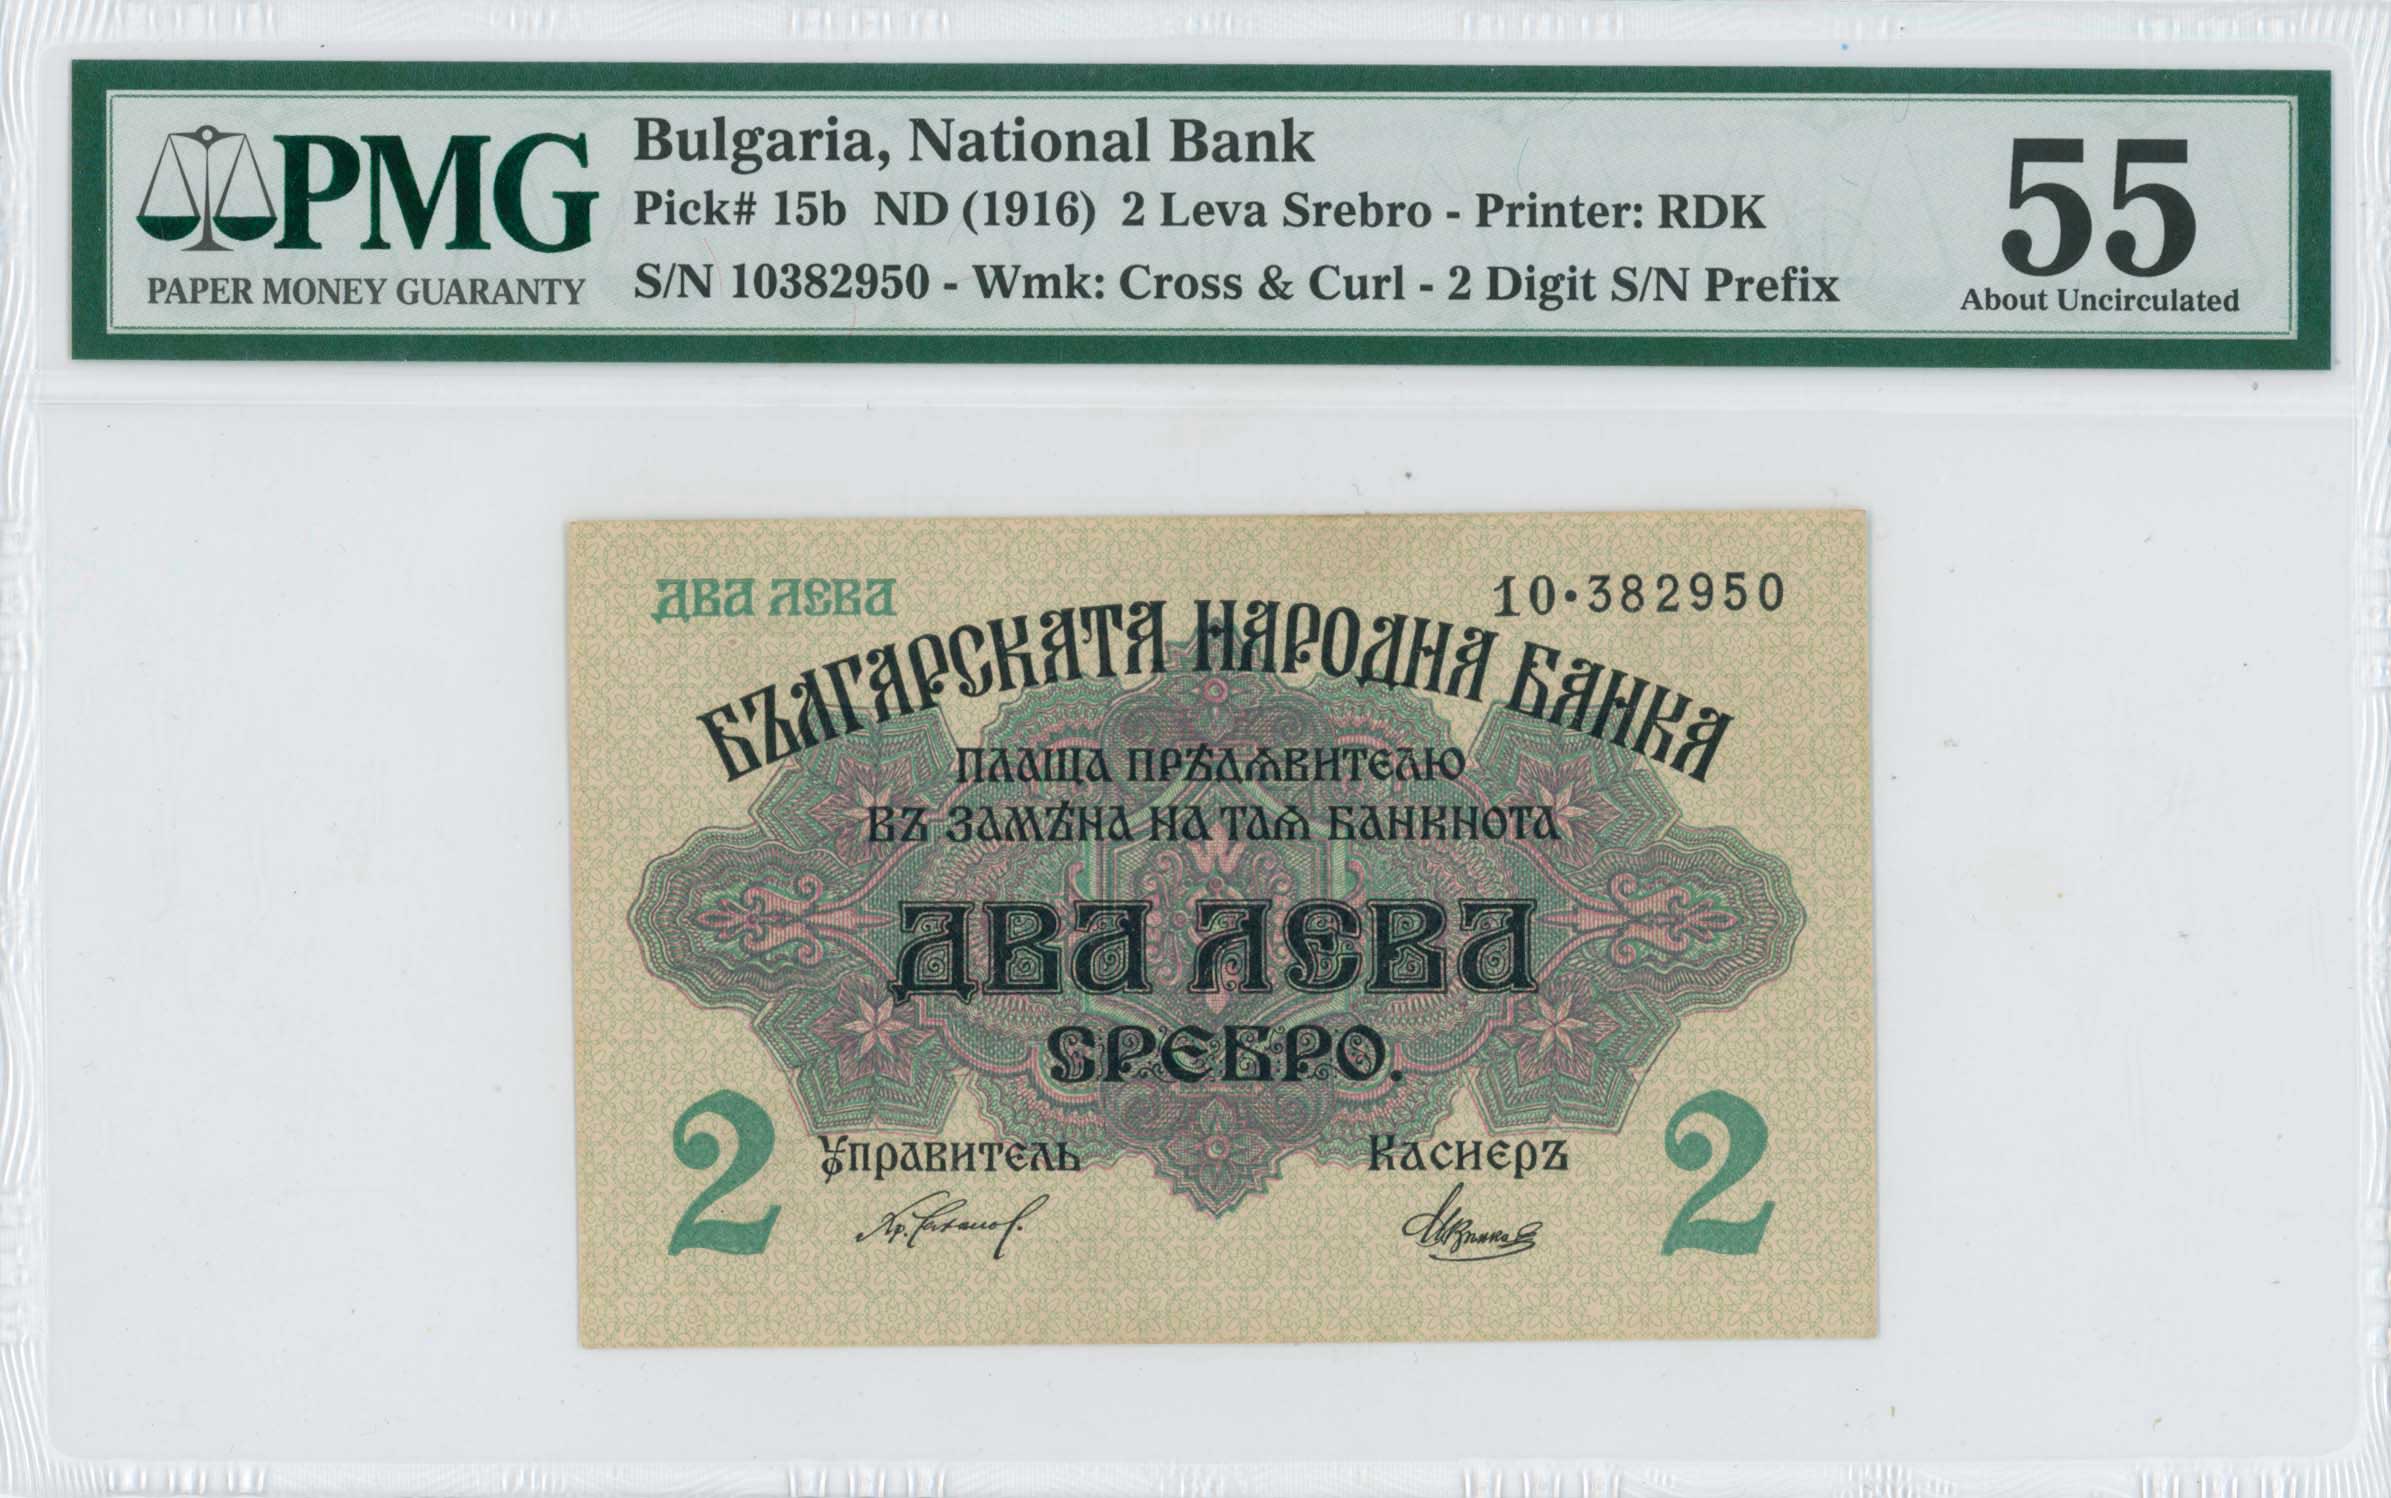 PMG
PAPER MONEY GUARANTY
Bulgaria, National Bank
Pick# 15b ND (1916) 2 Leva Srebro - Printer: RDK
S/N 10382950 - Wmk: Cross & Curl - 2 Digit S/N Prefix
55
About Uncirculated
ДВА ЛЕВА
10•382950
БЪЛГАРСКАТА НАРОДНА БАНКА
ПЛАЩА ПРѢДѨВИТЕЛЮ
ВЪ ЗАМѢНА НА ТАѨ БАНКНОТА
ДВА ЛЕВА
СРЕБРО.
2
Управитель
Касиеръ
2